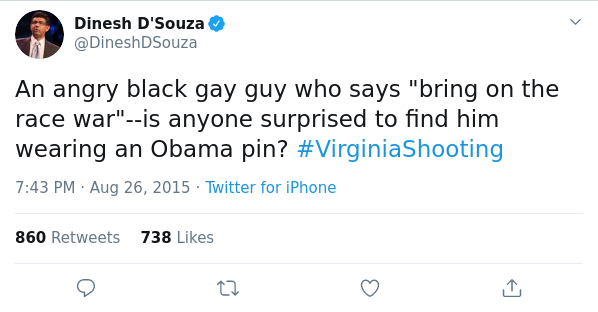 Dinesh D'Souza
@DineshDSouza
An angry black gay guy who says "bring on the
race war"--is anyone surprised to find him
wearing an Obama pin? #VirginiaShooting
7:43 PM · Aug 26, 2015 · Twitter for iPhone
860 Retweets 738 Likes